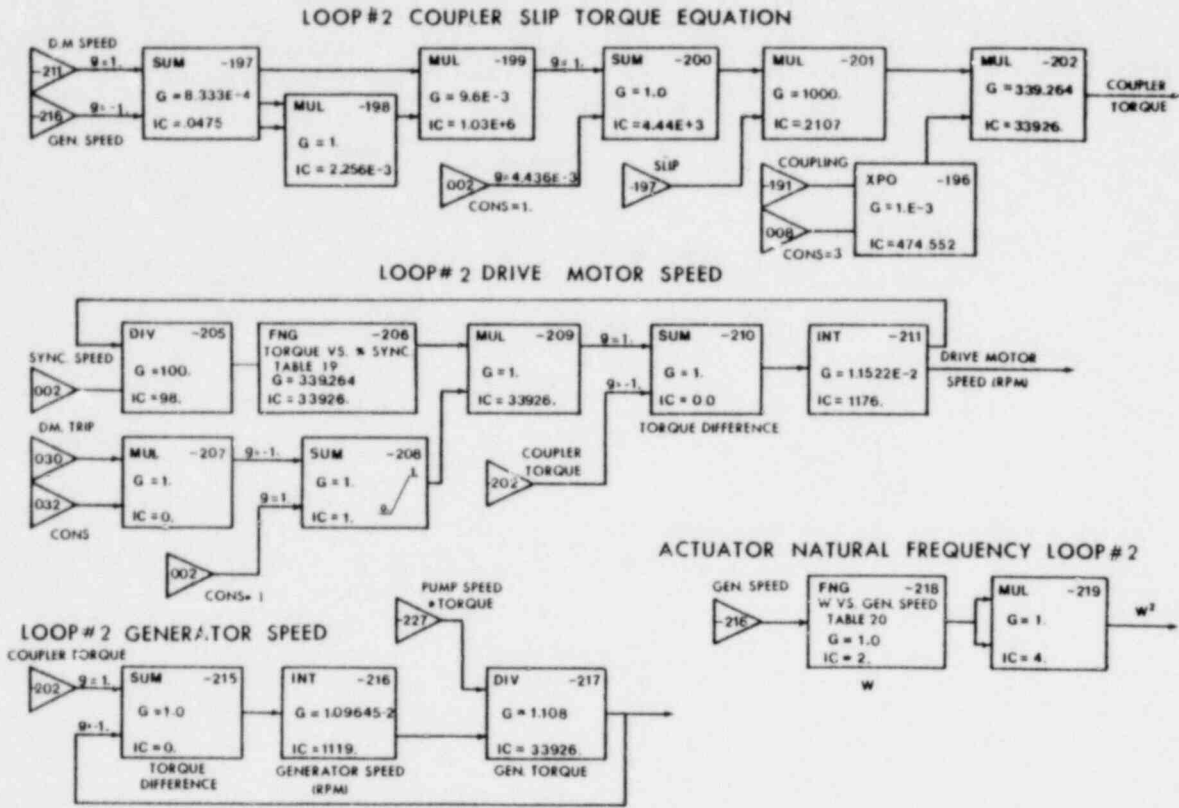 LOOP#2 COUPLER SLIP TORQUE EQUATION
D.M SPEED
-211
g=1.
-216
g=-1.
GEN. SPEED
SUM -197
G=8.333E-4
IC=.0475
MUL -198
G = 1.
IC = 2.256E-3
MUL -199
G = 9.6E-3
IC = 1.03E+6
g=1.
002
g=4.436E-3
CONS=1.
SUM -200
G=1.0
IC=4.44E+3
SLIP
-197
MUL -201
G=1000.
IC=.2107
COUPLING
-191
008
CONS=3
XPO -196
G=1.E-3
IC=474.552
MUL -202
G=339.264
IC=33926.
COUPLER
TORQUE
LOOP#2 DRIVE MOTOR SPEED
SYNC. SPEED
002
DIV -205
G=100.
IC=98.
FNG -206
TORQUE VS. % SYNC.
TABLE 19
G=339.264
IC=33926.
MUL -209
G=1.
IC=33926.
g=1.
g=-1.
SUM -210
G=1.
IC=0.0
TORQUE DIFFERENCE
INT -211
G=1.1522E-2
IC=1176.
DRIVE MOTOR
SPEED (RPM)
D.M. TRIP
030
032
CONS
MUL -207
G=1.
IC=0.
g=-1.
g=1.
SUM -208
G=1.
IC=1.
0
1.
002
CONS=1
COUPLER
TORQUE
-202
ACTUATOR NATURAL FREQUENCY LOOP#2
GEN. SPEED
-216
FNG -218
W VS. GEN. SPEED
TABLE 20
G=1.0
IC=2.
W
MUL -219
G=1.
IC=4.
W²
LOOP#2 GENERATOR SPEED
COUPLER TORQUE
-202
g=1.
g=-1.
SUM -215
G=1.0
IC=0.
TORQUE
DIFFERENCE
INT -216
G=1.09645-2
IC=1119.
GENERATOR SPEED
(RPM)
PUMP SPEED
*TORQUE
-227
DIV -217
G=1.108
IC=33926.
GEN. TORQUE